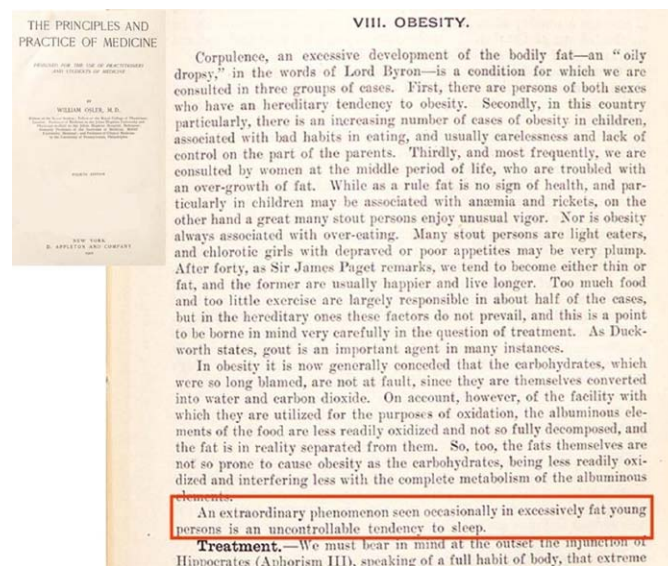 THE PRINCIPLES AND
PRACTICE OF MEDICINE
DESIGNED FOR THE USE OF PRACTITIONERS
AND STUDENTS OF MEDICINE
BY
WILLIAM OSLER, M.D.
FOURTH EDITION
NEW YORK
D. APPLETON AND COMPANY
VIII. OBESITY.
Corpulence, an excessive development of the bodily fat—an “oily
dropsy,” in the words of Lord Byron—is a condition for which we are
consulted in three groups of cases. First, there are persons of both sexes
who have an hereditary tendency to obesity. Secondly, in this country
particularly, there is an increasing number of cases of obesity in children,
associated with bad habits in eating, and usually carelessness and lack of
control on the part of the parents. Thirdly, and most frequently, we are
consulted by women at the middle period of life, who are troubled with
an over-growth of fat. While as a rule fat is no sign of health, and par-
ticularly in children may be associated with anæmia and rickets, on the
other hand a great many stout persons enjoy unusual vigor. Nor is obesity
always associated with over-eating. Many stout persons are light eaters,
and chlorotic girls with depraved or poor appetites may be very plump.
After forty, as Sir James Paget remarks, we tend to become either thin or
fat, and the former are usually happier and live longer. Too much food
and too little exercise are largely responsible in about half of the cases,
but in the hereditary ones these factors do not prevail, and this is a point
to be borne in mind very carefully in the question of treatment. As Duck-
worth states, gout is an important agent in many instances.
In obesity it is now generally conceded that the carbohydrates, which
were so long blamed, are not at fault, since they are themselves converted
into water and carbon dioxide. On account, however, of the facility with
which they are utilized for the purposes of oxidation, the albuminous ele-
ments of the food are less readily oxidized and not so fully decomposed, and
the fat is in reality separated from them. So, too, the fats themselves are
not so prone to cause obesity as the carbohydrates, being less readily oxi-
dized and interfering less with the complete metabolism of the albuminous
elements.
An extraordinary phenomenon seen occasionally in excessively fat young
persons is an uncontrollable tendency to sleep.
Treatment.—We must bear in mind at the outset the injunction of
Hippocrates (Aphorism III), speaking of a full habit of body, that extreme